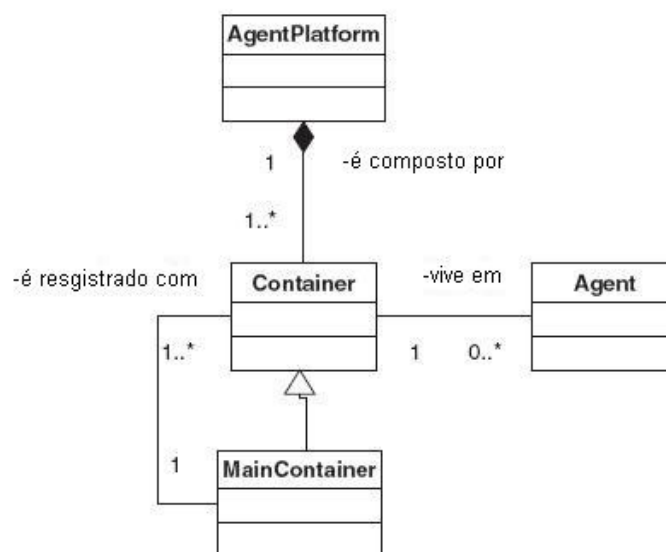 AgentPlatform
1
-é composto por
1..*
-é resgistrado com
Container
-vive em
Agent
1..*
1
0..*
1
MainContainer